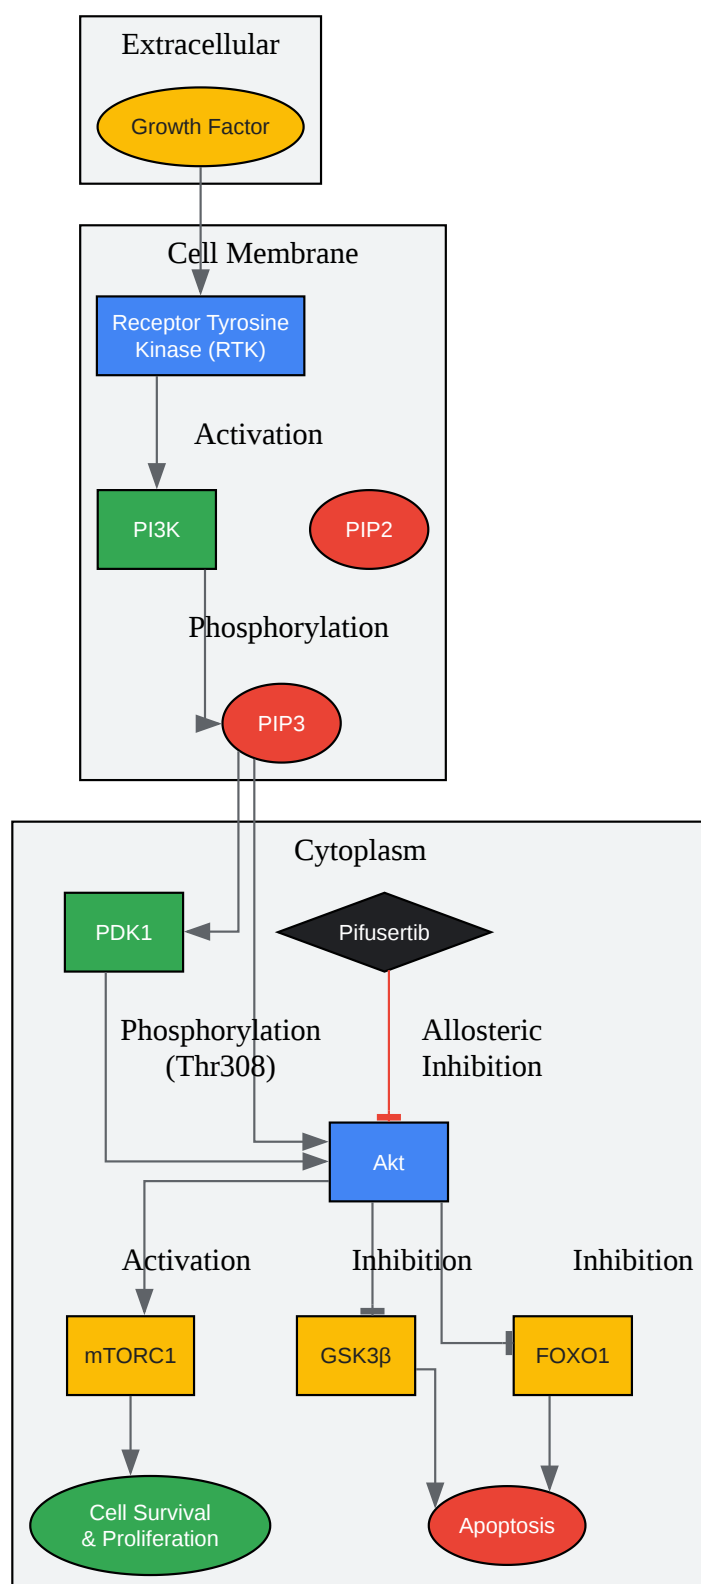 Extracellular
Growth Factor
Cell Membrane
Receptor Tyrosine
Kinase (RTK)
Activation
PI3K
PIP2
Phosphorylation
PIP3
Cytoplasm
PDK1
Pifusertib
Phosphorylation
(Thr308)
Allosteric
Inhibition
Akt
Activation
Inhibition
Inhibition
mTORC1
GSK3β
FOXO1
Cell Survival
& Proliferation
Apoptosis